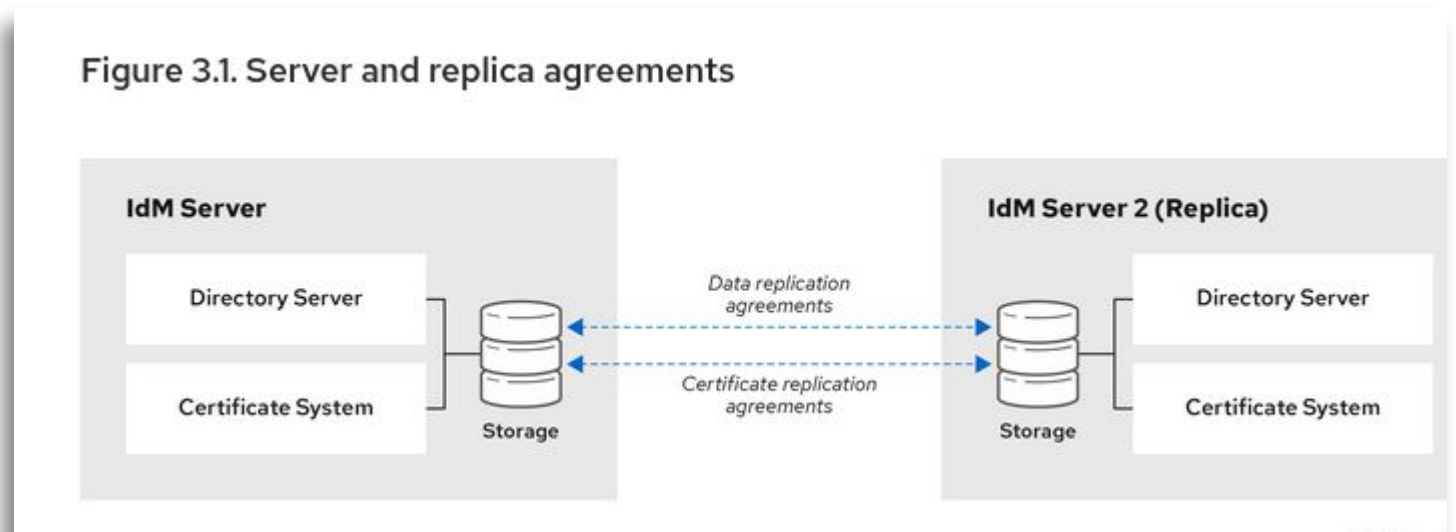 Figure 3.1. Server and replica agreements
IdM Server
Directory Server
Certificate System
Storage
Data replication
agreements
Certificate replication
agreements
IdM Server 2 (Replica)
Storage
Directory Server
Certificate System